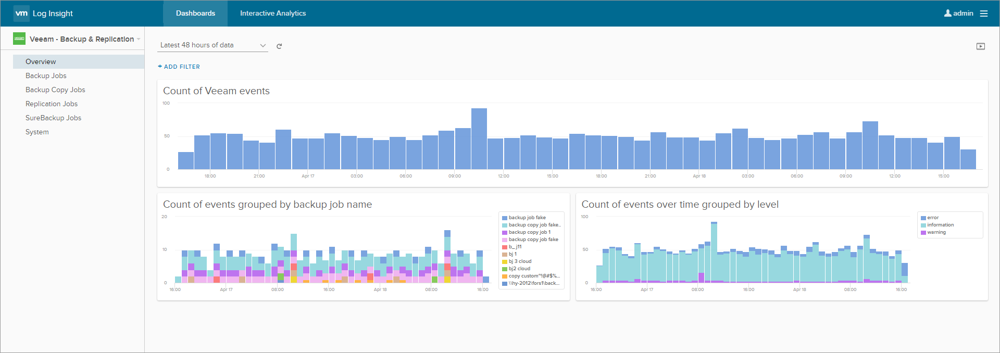 vm Log Insight Dashboards Interactive Analytics admin
veeam Veeam - Backup & Replication
Overview
Backup Jobs
Backup Copy Jobs
Replication Jobs
SureBackup Jobs
System
Latest 48 hours of data
+ ADD FILTER
Count of Veeam events
100
50
0
18:00 21:00 Apr 17 03:00 06:00 09:00 12:00 15:00 18:00 21:00 Apr 18 03:00 06:00 09:00 12:00 15:00
Count of events grouped by backup job name
20
10
0
16:00 Apr 17 08:00 16:00 Apr 18 08:00 16:00
backup job fake
backup copy job fake..
backup copy job 1
backup copy job fake
b_ j11
bj 1
bj 3 cloud
bj2 cloud
copy custom~!@#$%...
\\hy-2012\fors1\back...
Count of events over time grouped by level
100
50
0
16:00 Apr 17 08:00 16:00 Apr 18 08:00 16:00
error
information
warning